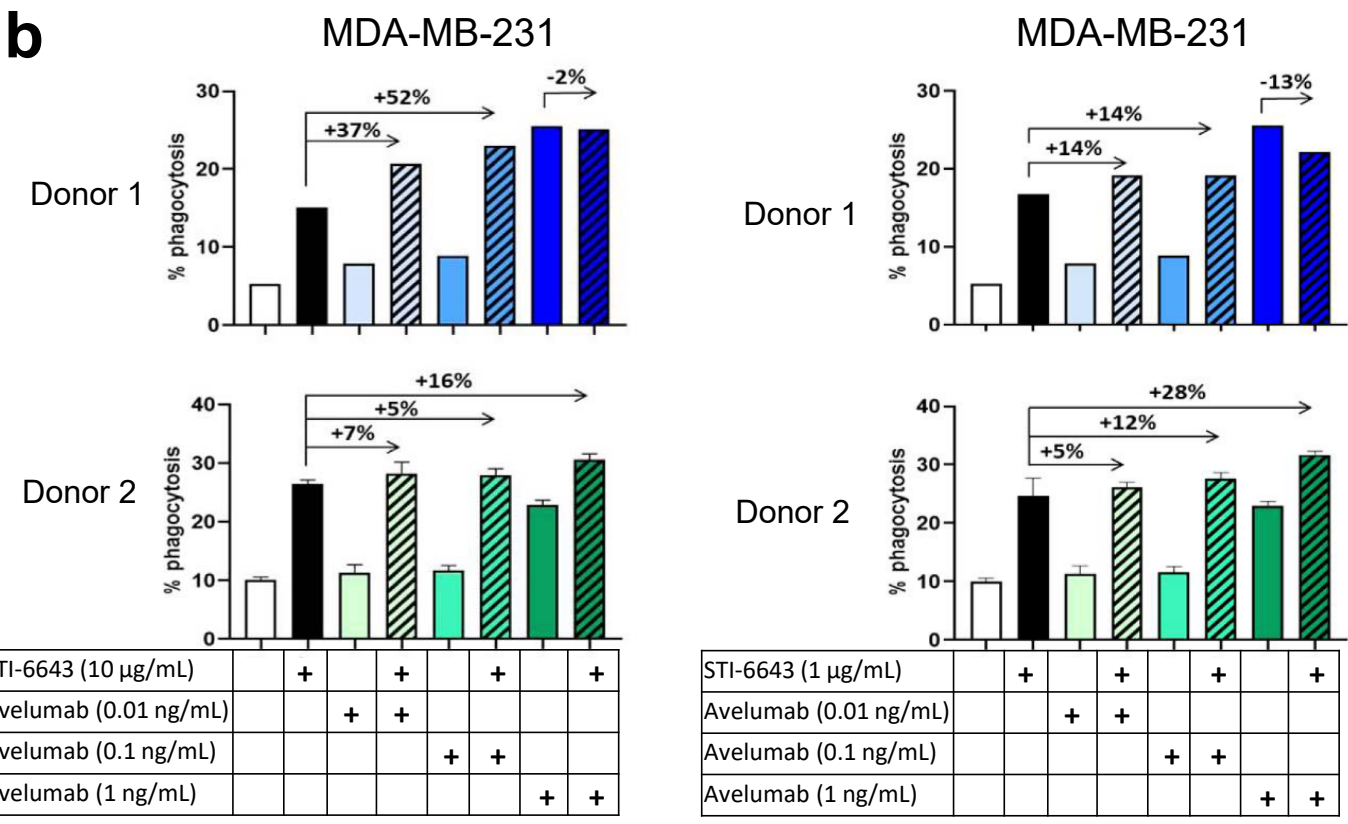 b
MDA-MB-231
MDA-MB-231
Donor 1
% phagocytosis
30
20
10
0
+37%
+52%
-2%
Donor 1
% phagocytosis
30
20
10
0
+14%
+14%
-13%
Donor 2
% phagocytosis
40
30
20
10
0
+16%
+5%
+7%
Donor 2
% phagocytosis
40
30
20
10
0
+28%
+12%
+5%
TI-6643 (10 µg/mL) + + + +
velumab (0.01 ng/mL) + +
velumab (0.1 ng/mL) + +
velumab (1 ng/mL) + +
STI-6643 (1 µg/mL) + + + +
Avelumab (0.01 ng/mL) + +
Avelumab (0.1 ng/mL) + +
Avelumab (1 ng/mL) + +